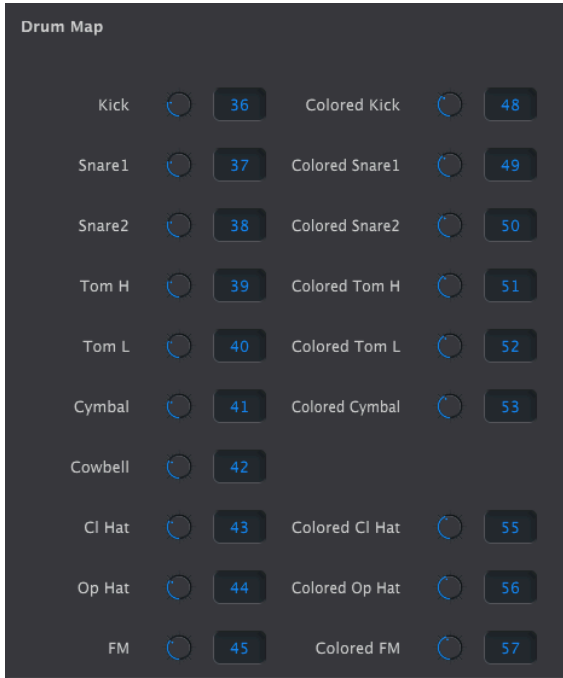 Drum Map
Kick 36 Colored Kick 48
Snare1 37 Colored Snare1 49
Snare2 38 Colored Snare2 50
Tom H 39 Colored Tom H 51
Tom L 40 Colored Tom L 52
Cymbal 41 Colored Cymbal 53
Cowbell 42
Cl Hat 43 Colored Cl Hat 55
Op Hat 44 Colored Op Hat 56
FM 45 Colored FM 57